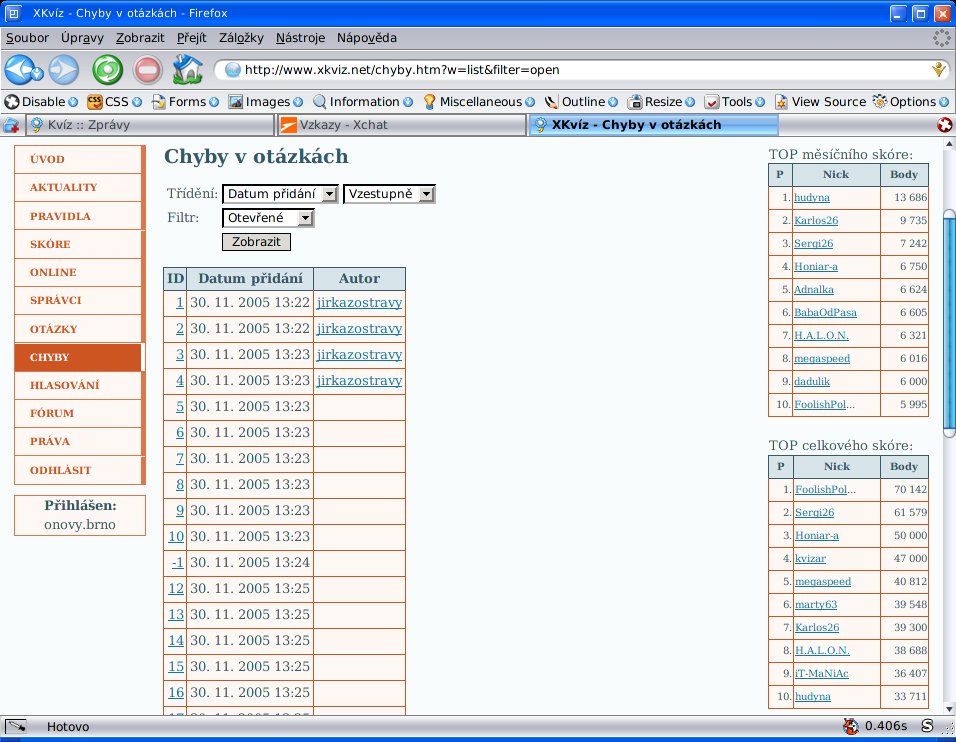 XKvíz - Chyby v otázkách - Firefox
Soubor Úpravy Zobrazit Přejít Záložky Nástroje Nápověda
http://www.xkviz.net/chyby.htm?w=list&filter=open
Disable CSS Forms Images Information Miscellaneous Outline Resize Tools View Source Options
Kvíz :: Zprávy Vzkazy - Xchat XKvíz - Chyby v otázkách
ÚVOD
AKTUALITY
PRAVIDLA
SKÓRE
ONLINE
SPRÁVCI
OTÁZKY
CHYBY
HLASOVÁNÍ
FÓRUM
PRÁVA
ODHLÁSIT
Přihlášen:
onovy.brno
Chyby v otázkách
Třídění: Datum přidání Vzestupně
Filtr: Otevřené
Zobrazit
ID Datum přidání Autor
1 30. 11. 2005 13:22 jirkazostravy
2 30. 11. 2005 13:22 jirkazostravy
3 30. 11. 2005 13:23 jirkazostravy
4 30. 11. 2005 13:23 jirkazostravy
5 30. 11. 2005 13:23
6 30. 11. 2005 13:23
7 30. 11. 2005 13:23
8 30. 11. 2005 13:23
9 30. 11. 2005 13:23
10 30. 11. 2005 13:23
-1 30. 11. 2005 13:24
12 30. 11. 2005 13:25
13 30. 11. 2005 13:25
14 30. 11. 2005 13:25
15 30. 11. 2005 13:25
16 30. 11. 2005 13:25
TOP měsíčního skóre:
P Nick Body
1. hudyna 13 686
2. Karlos26 9 735
3. Sergi26 7 242
4. Honiar-a 6 750
5. Adnalka 6 624
6. BabaOdPasa 6 605
7. H.A.L.O.N. 6 321
8. megaspeed 6 016
9. dadulik 6 000
10. FoolishPol... 5 995
TOP celkového skóre:
P Nick Body
1. FoolishPol... 70 142
2. Sergi26 61 579
3. Honiar-a 50 000
4. kvizar 47 000
5. megaspeed 40 812
6. marty63 39 548
7. Karlos26 39 300
8. H.A.L.O.N. 38 688
9. iT-MaNiAc 36 407
10. hudyna 33 711
Hotovo 0.406s S